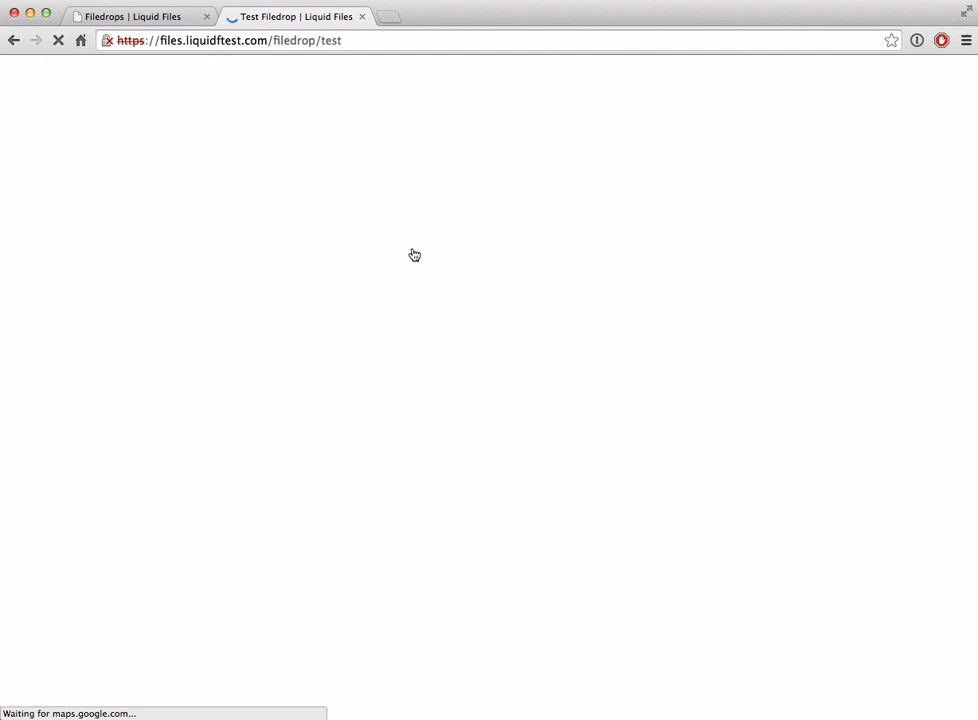 Filedrops | Liquid Files
Test Filedrop | Liquid Files
https://files.liquidftest.com/filedrop/test
Waiting for maps.google.com...